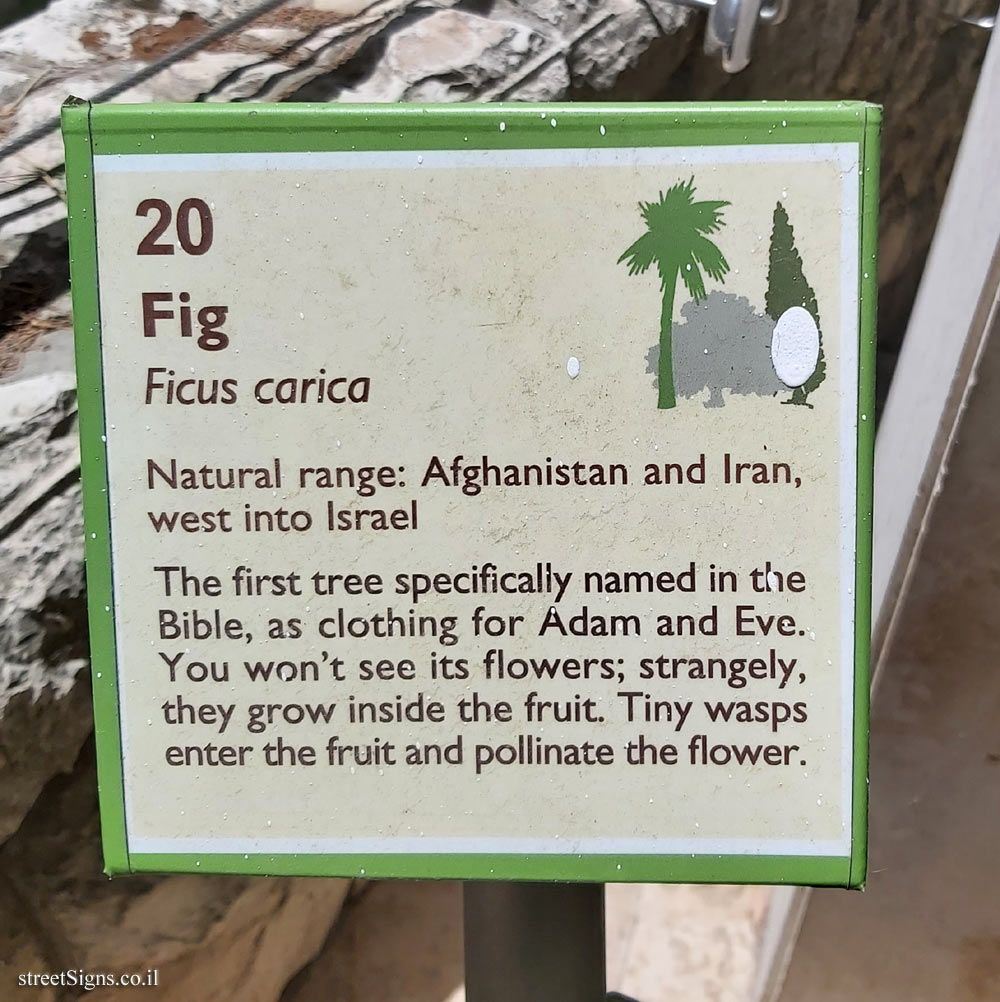 20
Fig
Ficus carica
Natural range: Afghanistan and Iran,
west into Israel
The first tree specifically named in the
Bible, as clothing for Adam and Eve.
You won't see its flowers; strangely,
they grow inside the fruit. Tiny wasps
enter the fruit and pollinate the flower.
streetSigns.co.il